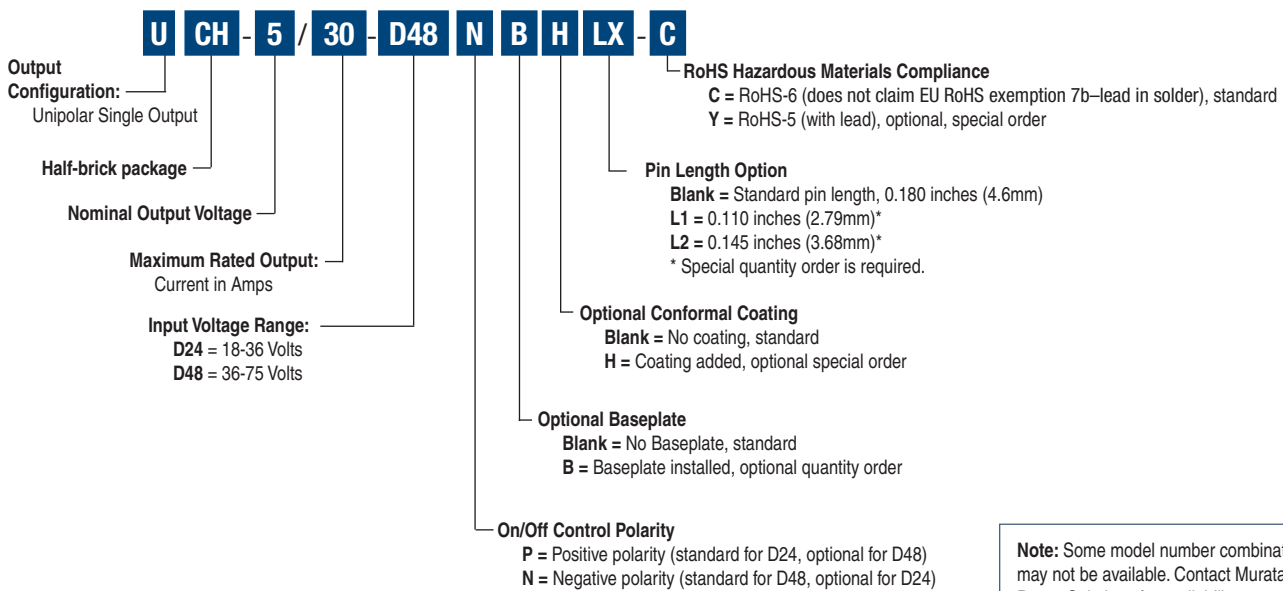 U CH - 5 / 30 - D48 N B H LX - C
Output
Configuration:
Unipolar Single Output
Half-brick package
Nominal Output Voltage
Maximum Rated Output:
Current in Amps
Input Voltage Range:
D24 = 18-36 Volts
D48 = 36-75 Volts
RoHS Hazardous Materials Compliance
C = RoHS-6 (does not claim EU RoHS exemption 7b–lead in solder), standard
Y = RoHS-5 (with lead), optional, special order
Pin Length Option
Blank = Standard pin length, 0.180 inches (4.6mm)
L1 = 0.110 inches (2.79mm)*
L2 = 0.145 inches (3.68mm)*
* Special quantity order is required.
Optional Conformal Coating
Blank = No coating, standard
H = Coating added, optional special order
Optional Baseplate
Blank = No Baseplate, standard
B = Baseplate installed, optional quantity order
On/Off Control Polarity
P = Positive polarity (standard for D24, optional for D48)
N = Negative polarity (standard for D48, optional for D24)
Note: Some model number combinat
may not be available. Contact Murata